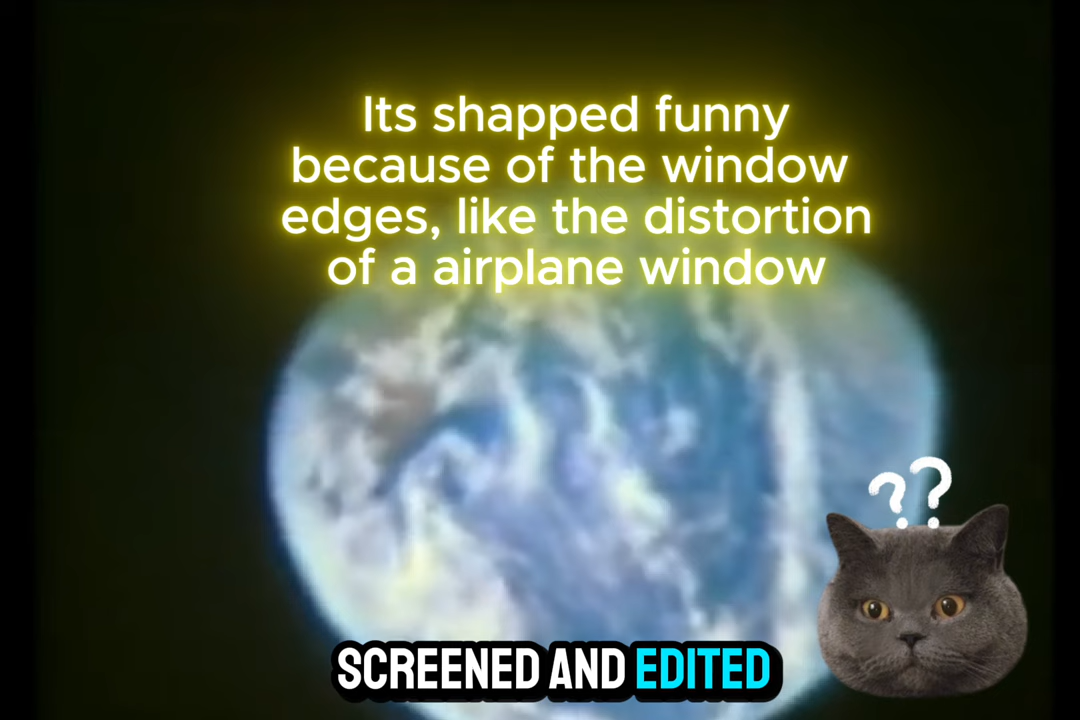 Its shapped funny
because of the window
edges, like the distortion
of a airplane window
??
SCREENED AND EDITED